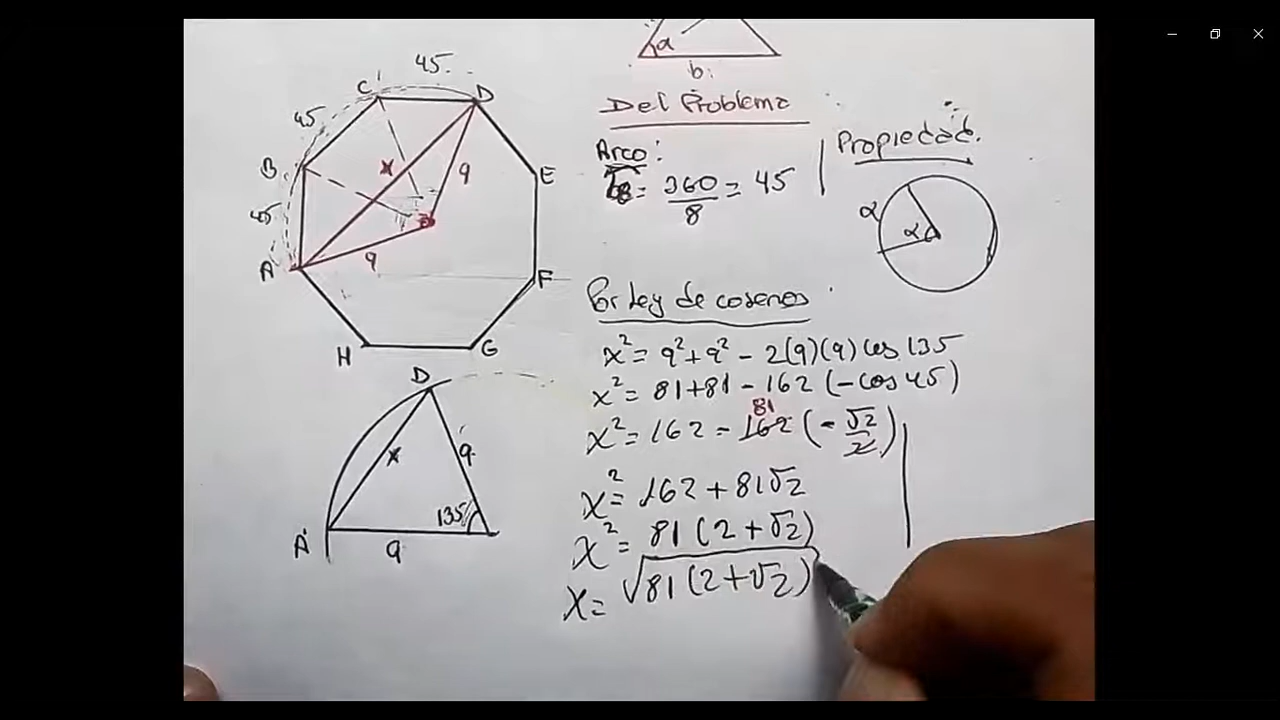 a
b
Del Problema
C
45
D
45
B
x
9
E
45
A
9
F
H
G
Arco:
= 360/8 = 45
Propiedad.
α
α
Por Ley de cosenos
x² = 9² + 9² - 2(9)(9) cos 135
x² = 81 + 81 - 162 (-cos 45)
81
x² = 162 - 162 (-√2/2)
x² = 162 + 81√2
x² = 81 (2 + √2)
x = √81 (2 + √2)
D
x
9
135
A
9